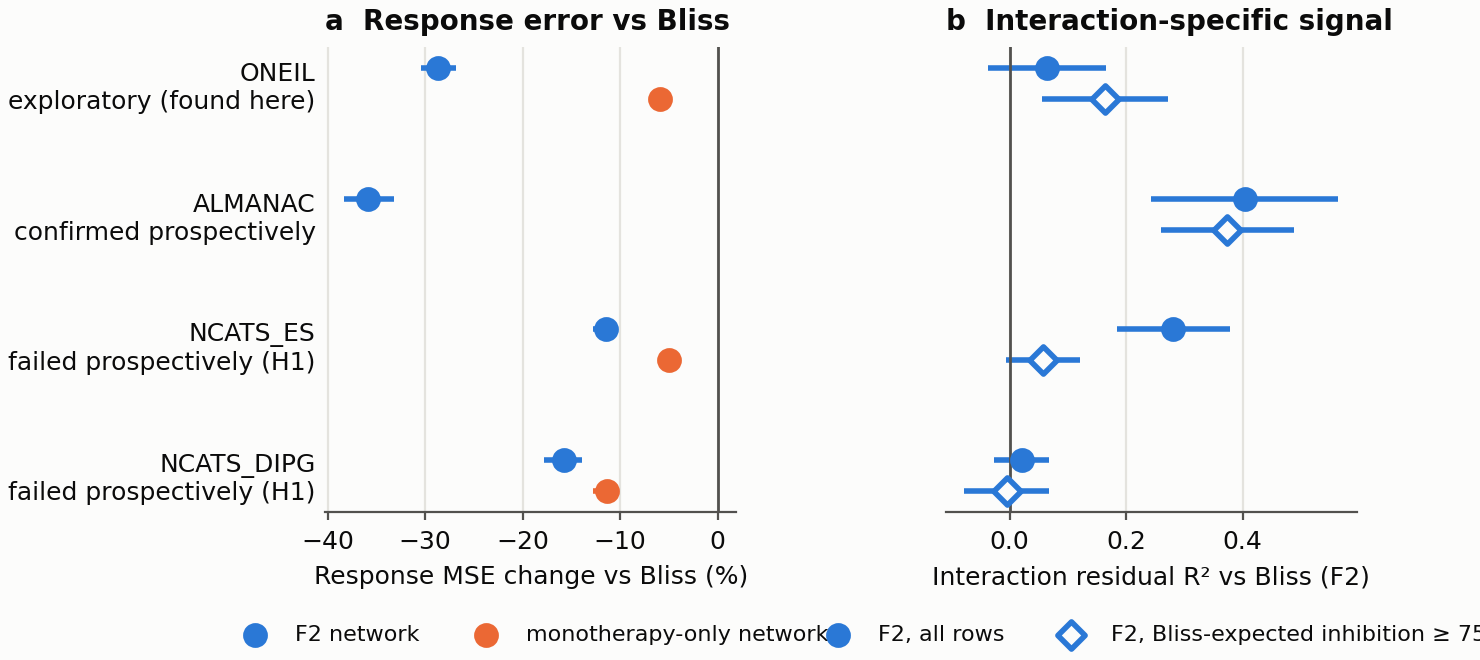 a Response error vs Bliss
b Interaction-specific signal
ONEIL
exploratory (found here)
ALMANAC
confirmed prospectively
NCATS_ES
failed prospectively (H1)
NCATS_DIPG
failed prospectively (H1)
−40 −30 −20 −10 0
0.0 0.2 0.4
Response MSE change vs Bliss (%)
Interaction residual R² vs Bliss (F2)
F2 network monotherapy-only network F2, all rows F2, Bliss-expected inhibition ≥ 75